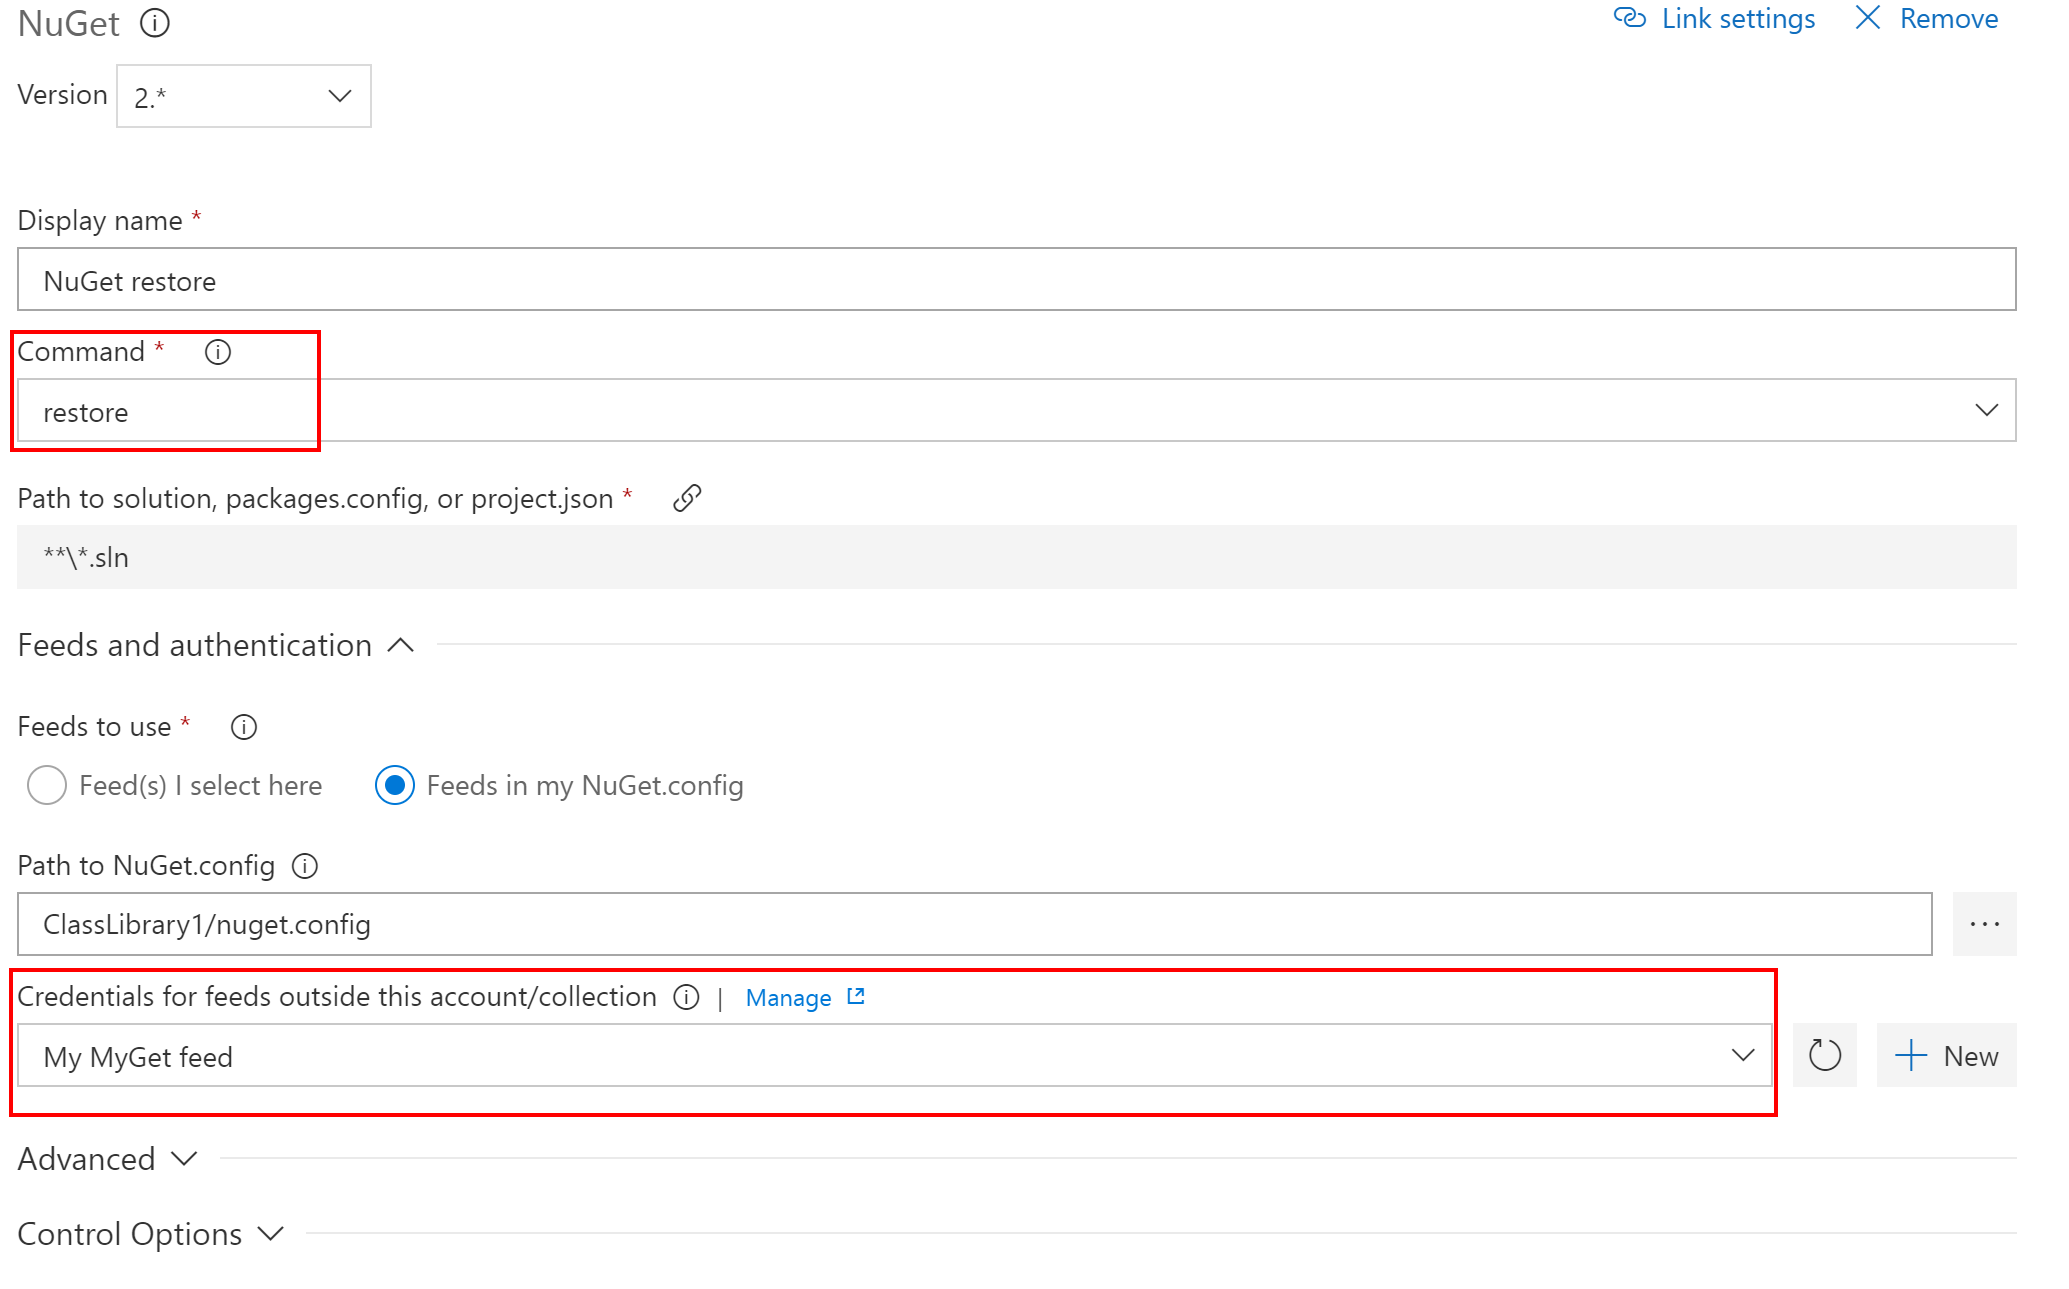 NuGet
Link settings
Remove
Version
2.*
Display name *
NuGet restore
Command *
restore
Path to solution, packages.config, or project.json *
**\*.sln
Feeds and authentication
Feeds to use *
Feed(s) I select here
Feeds in my NuGet.config
Path to NuGet.config
ClassLibrary1/nuget.config
...
Credentials for feeds outside this account/collection | Manage
My MyGet feed
New
Advanced
Control Options